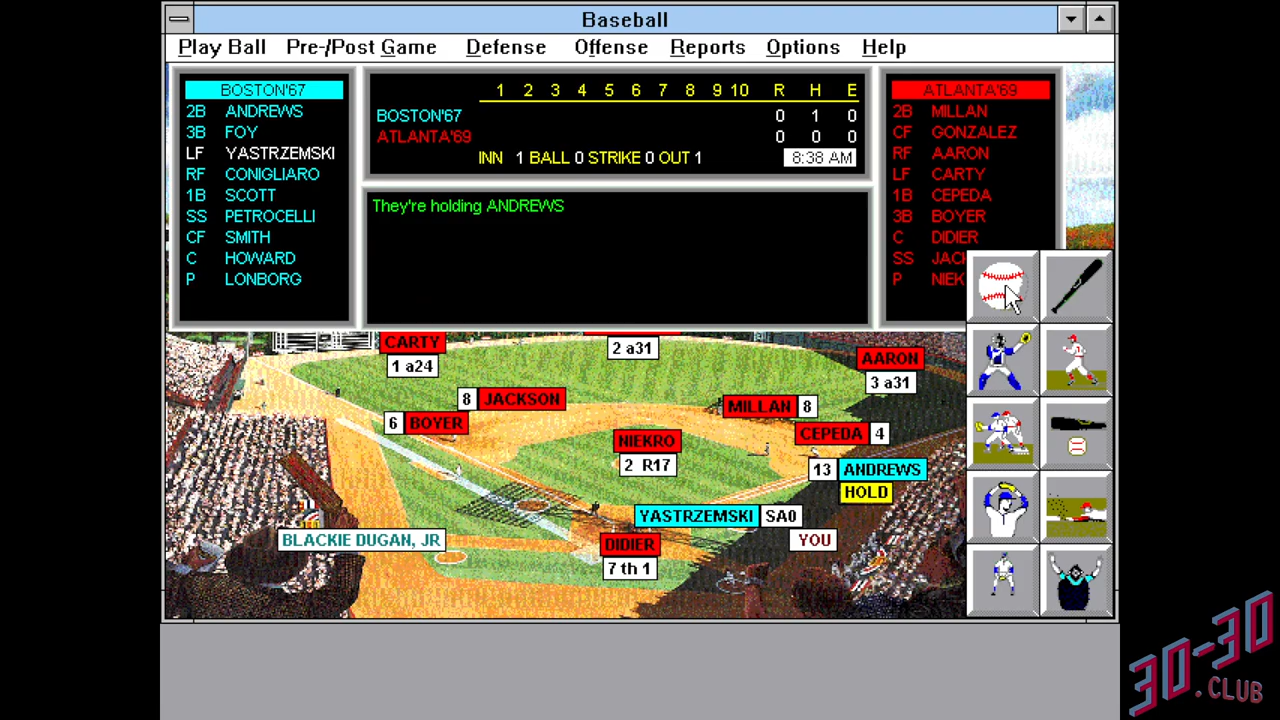 Baseball
Play Ball Pre-/Post Game Defense Offense Reports Options Help
BOSTON'67
2B ANDREWS
3B FOY
LF YASTRZEMSKI
RF CONIGLIARO
1B SCOTT
SS PETROCELLI
CF SMITH
C HOWARD
P LONBORG
1 2 3 4 5 6 7 8 9 10 R H E
BOSTON'67 0 1 0
ATLANTA'69 0 0 0
INN 1 BALL 0 STRIKE 0 OUT 1 8:38 AM
They're holding ANDREWS
ATLANTA'69
2B MILLAN
CF GONZALEZ
RF AARON
LF CARTY
1B CEPEDA
3B BOYER
C DIDIER
SS JACK
P NIEK
CARTY
1 a24
2 a31
AARON
3 a31
8 JACKSON
MILLAN 8
6 BOYER
CEPEDA 4
NIEKRO
2 R17
13 ANDREWS
HOLD
YASTRZEMSKI SA0
BLACKIE DUGAN, JR
YOU
DIDIER
7 th 1
30-30
.CLUB